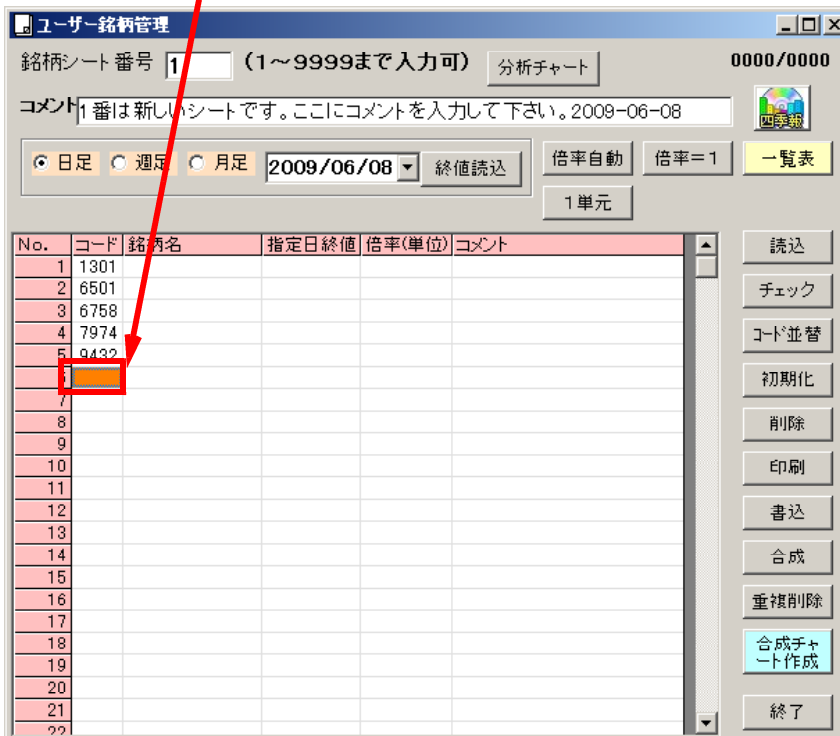 ユーザー銘柄管理
銘柄シート番号 1 (1～9999まで入力可) 分析チャート 0000/0000
コメント 1番は新しいシートです。ここにコメントを入力して下さい。2009-06-08
四季報
日足 週足 月足 2009/06/08 終値読込 倍率自動 倍率=1 一覧表
1単元
No. コード 銘柄名 指定日終値 倍率(単位) コメント
1 1301
2 6501
3 6758
4 7974
5 9432
6
7
8
9
10
11
12
13
14
15
16
17
18
19
20
21
22
読込
チェック
コード並替
初期化
削除
印刷
書込
合成
重複削除
合成チャ
ート作成
終了